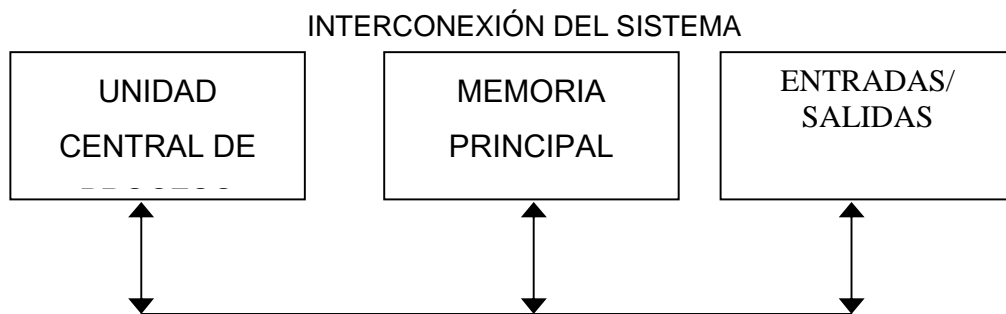 INTERCONEXIÓN DEL SISTEMA
UNIDAD
CENTRAL DE
MEMORIA
PRINCIPAL
ENTRADAS/
SALIDAS